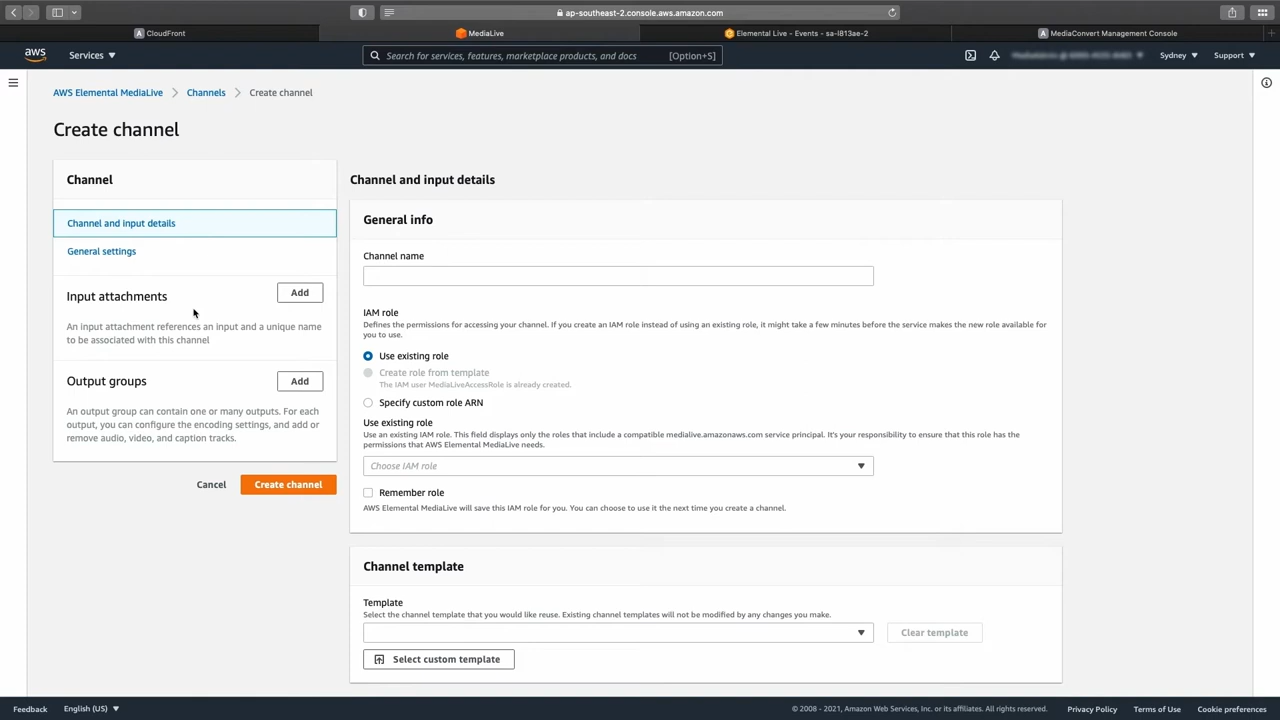 ap-southeast-2.console.aws.amazon.com
CloudFront
MediaLive
Elemental Live - Events - sa-l813ae-2
MediaConvert Management Console
aws
Services
Search for services, features, marketplace products, and docs
[Option+S]
Sydney
Support
AWS Elemental MediaLive
Channels
Create channel
Create channel
Channel
Channel and input details
General settings
Input attachments
Add
An input attachment references an input and a unique name
to be associated with this channel
Output groups
Add
An output group can contain one or many outputs. For each
output, you can configure the encoding settings, and add or
remove audio, video, and caption tracks.
Cancel
Create channel
Channel and input details
General info
Channel name
IAM role
Defines the permissions for accessing your channel. If you create an IAM role instead of using an existing role, it might take a few minutes before the service makes the new role available for
you to use.
Use existing role
Create role from template
The IAM user MediaLiveAccessRole is already created.
Specify custom role ARN
Use existing role
Use an existing IAM role. This field displays only the roles that include a compatible medialive.amazonaws.com service principal. It's your responsibility to ensure that this role has the
permissions that AWS Elemental MediaLive needs.
Choose IAM role
Remember role
AWS Elemental MediaLive will save this IAM role for you. You can choose to use it the next time you create a channel.
Channel template
Template
Select the channel template that you would like reuse. Existing channel templates will not be modified by any changes you make.
Clear template
Select custom template
Feedback
English (US)
© 2008 - 2021, Amazon Web Services, Inc. or its affiliates. All rights reserved.
Privacy Policy
Terms of Use
Cookie preferences